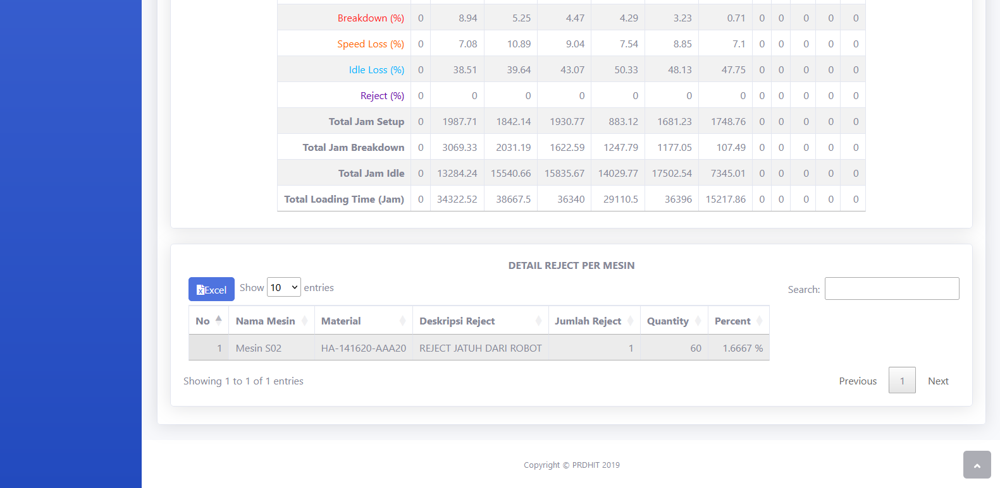 Breakdown (%) 0 8.94 5.25 4.47 4.29 3.23 0.71 0 0 0 0 0
Speed Loss (%) 0 7.08 10.89 9.04 7.54 8.85 7.1 0 0 0 0 0
Idle Loss (%) 0 38.51 39.64 43.07 50.33 48.13 47.75 0 0 0 0 0
Reject (%) 0 0 0 0 0 0 0 0 0 0 0 0
Total Jam Setup 0 1987.71 1842.14 1930.77 883.12 1681.23 1748.76 0 0 0 0 0
Total Jam Breakdown 0 3069.33 2031.19 1622.59 1247.79 1177.05 107.49 0 0 0 0 0
Total Jam Idle 0 13284.24 15540.66 15835.67 14029.77 17502.54 7345.01 0 0 0 0 0
Total Loading Time (Jam) 0 34322.52 38667.5 36340 29110.5 36396 15217.86 0 0 0 0 0
DETAIL REJECT PER MESIN
Excel Show 10 entries Search:
No Nama Mesin Material Deskripsi Reject Jumlah Reject Quantity Percent
1 Mesin S02 HA-141620-AAA20 REJECT JATUH DARI ROBOT 1 60 1.6667 %
Showing 1 to 1 of 1 entries Previous 1 Next
Copyright © PRDHIT 2019